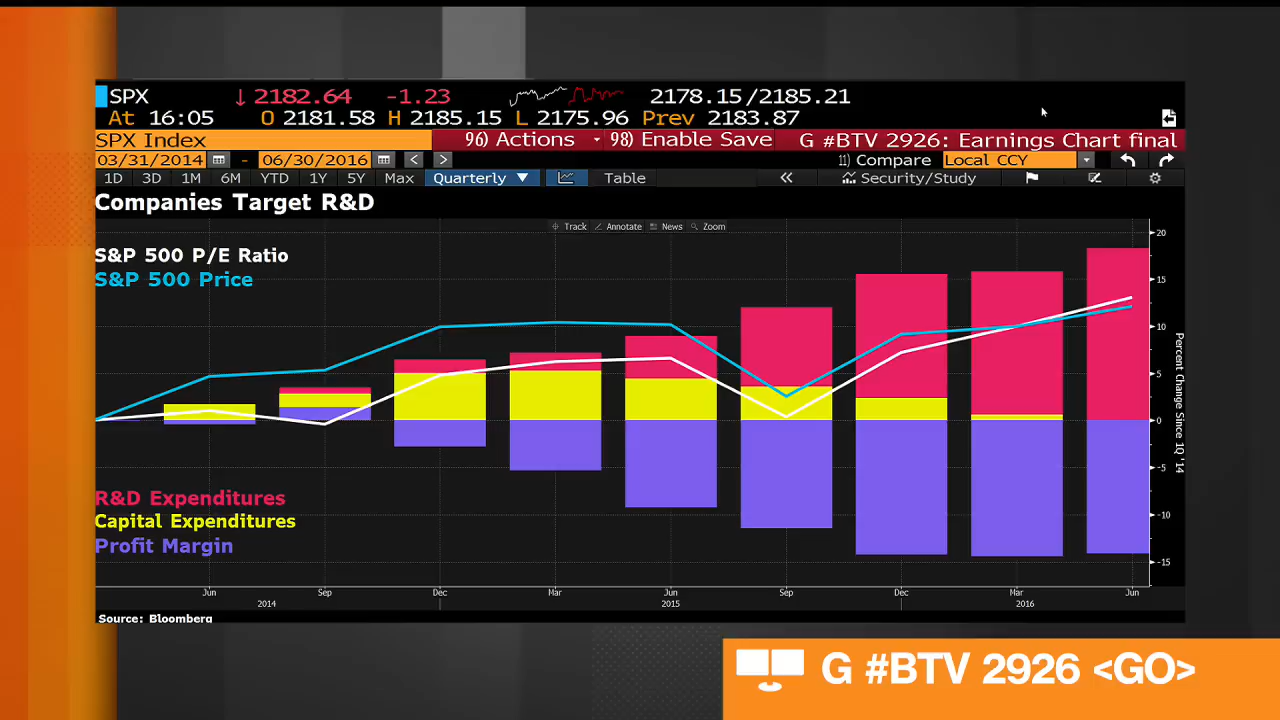 SPX ↓ 2182.64 -1.23 2178.15/2185.21
At 16:05 O 2181.58 H 2185.15 L 2175.96 Prev 2183.87
SPX Index 96) Actions 98) Enable Save G #BTV 2926: Earnings Chart final
03/31/2014 - 06/30/2016 < > 11) Compare Local CCY
1D 3D 1M 6M YTD 1Y 5Y Max Quarterly ▼ Table « Security/Study
Companies Target R&D
Track Annotate News Zoom
S&P 500 P/E Ratio
S&P 500 Price
20
15
10
5
0
-5
-10
-15
Percent Change Since 1Q '14
R&D Expenditures
Capital Expenditures
Profit Margin
Jun Sep Dec Mar Jun Sep Dec Mar Jun
2014 2015 2016
Source: Bloomberg
G #BTV 2926 <GO>